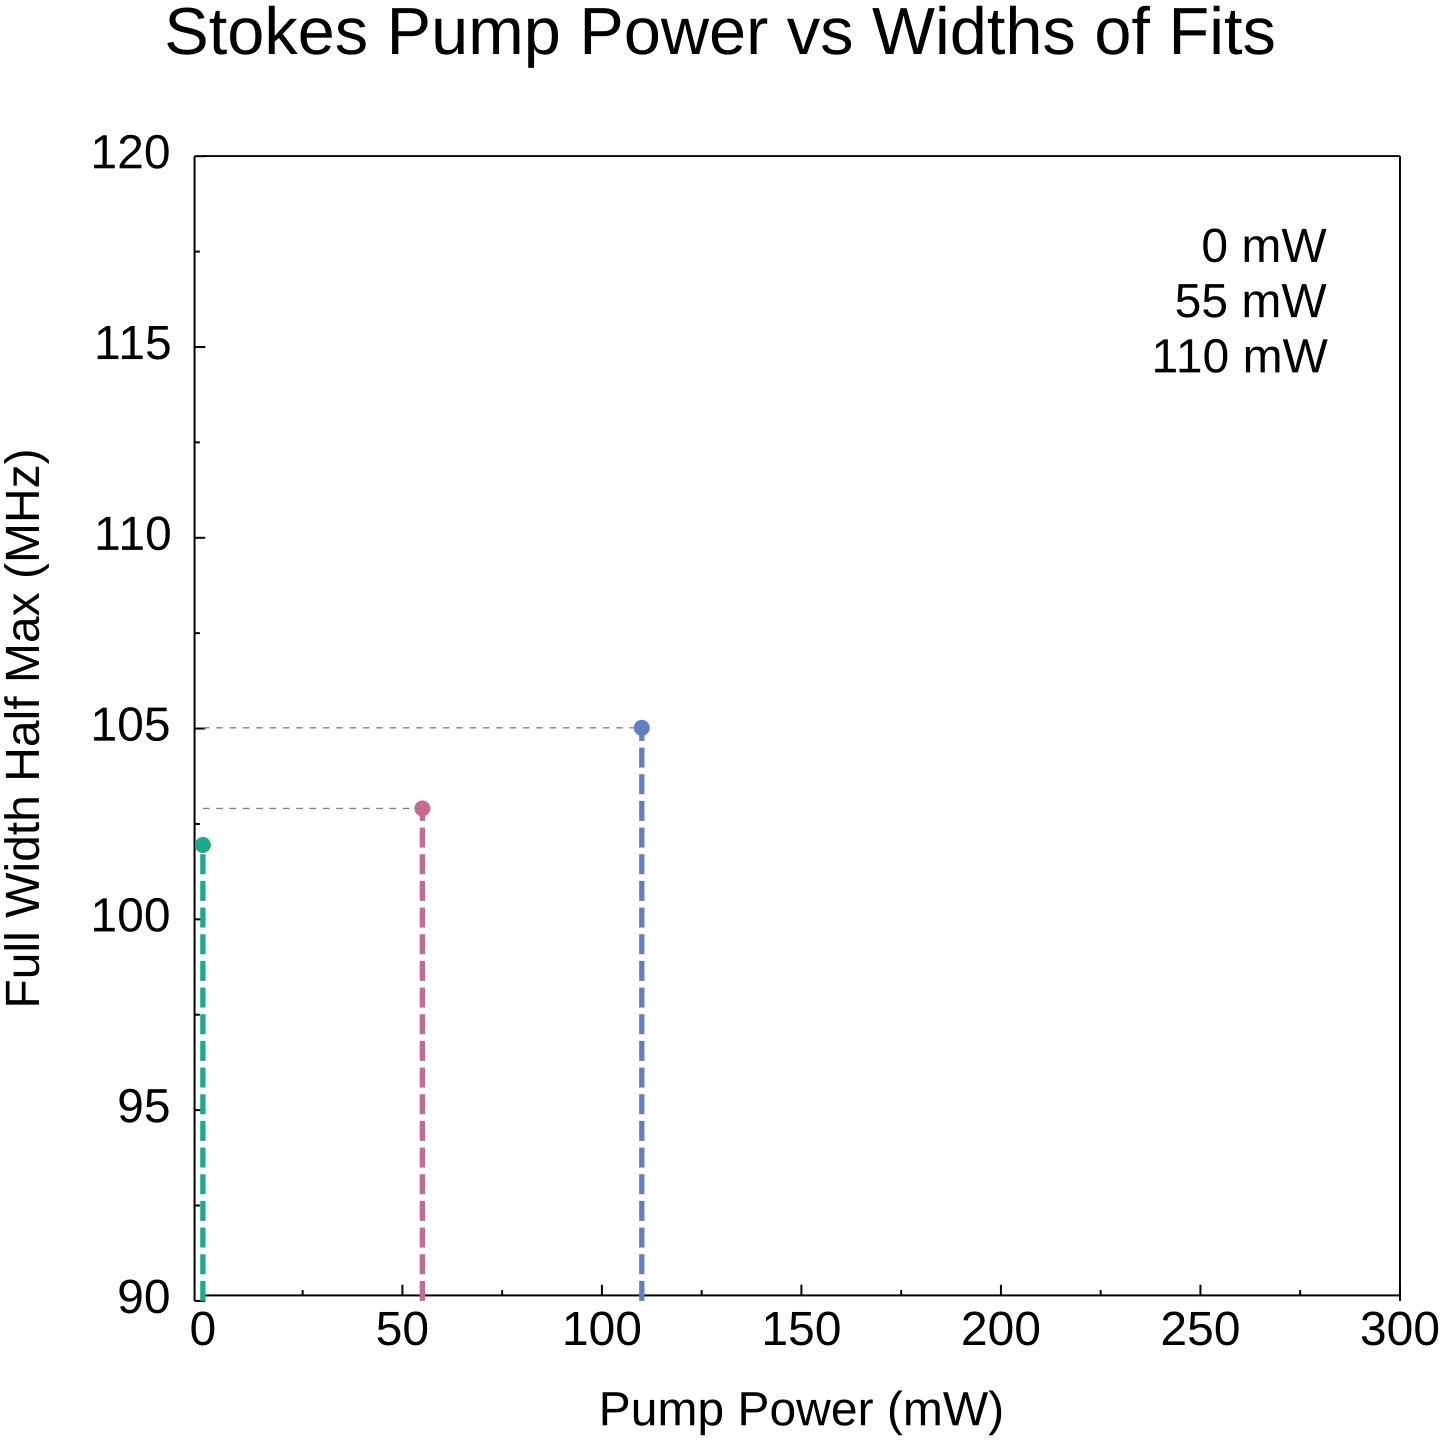 Stokes Pump Power vs Widths of Fits
120
0 mW
55 mW
115
110 mW
110
Full Width Half Max (MHz)
105
100
95
90
0 50 100 150 200 250 300
Pump Power (mW)